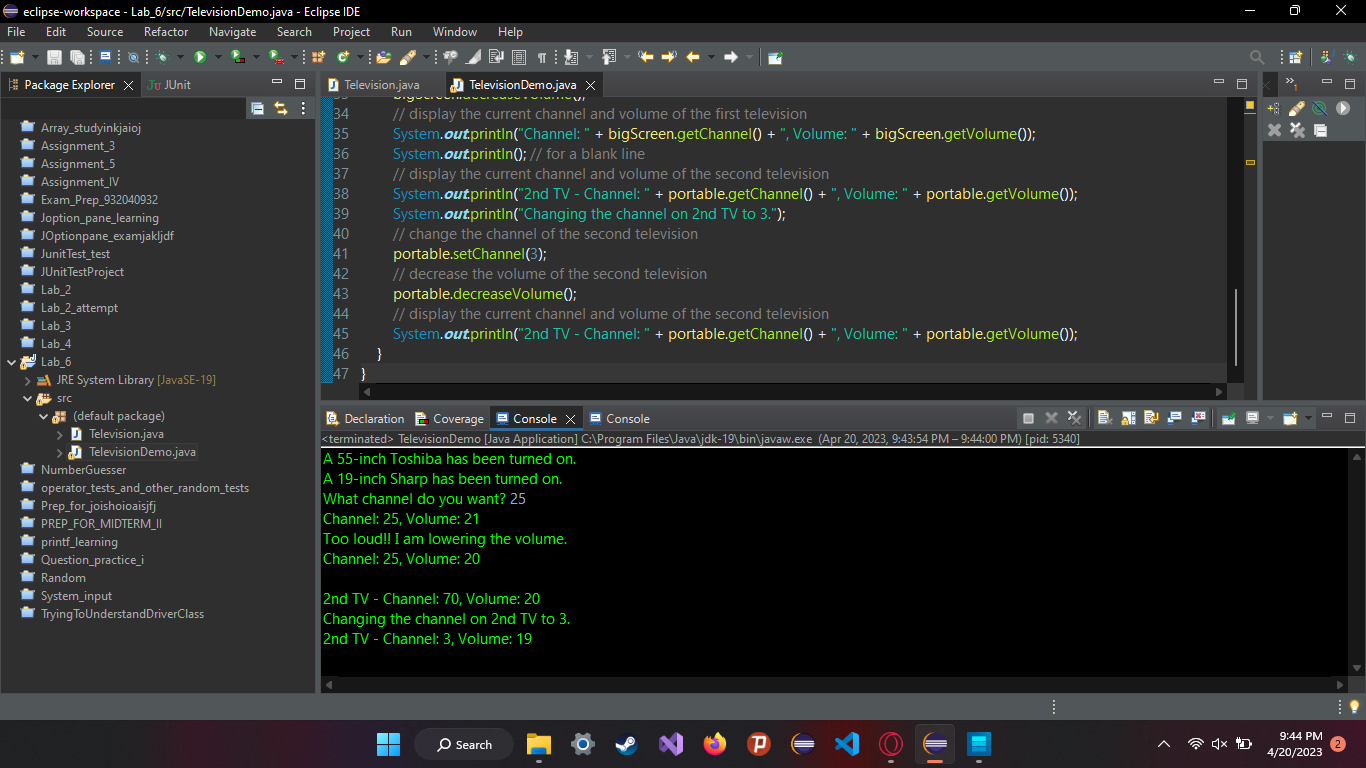 eclipse-workspace - Lab_6/src/TelevisionDemo.java - Eclipse IDE
File Edit Source Refactor Navigate Search Project Run Window Help
Package Explorer JUnit
Array_studyinkjaioj
Assignment_3
Assignment_5
Assignment_IV
Exam_Prep_932040932
Joption_pane_learning
JOptionpane_examjakljdf
JunitTest_test
JUnitTestProject
Lab_2
Lab_2_attempt
Lab_3
Lab_4
Lab_6
JRE System Library [JavaSE-19]
src
(default package)
Television.java
TelevisionDemo.java
NumberGuesser
operator_tests_and_other_random_tests
Prep_for_joishoioaisjfj
PREP_FOR_MIDTERM_II
printf_learning
Question_practice_i
Random
System_input
TryingToUnderstandDriverClass
Television.java TelevisionDemo.java
34 // display the current channel and volume of the first television
35 System.out.println("Channel: " + bigScreen.getChannel() + ", Volume: " + bigScreen.getVolume());
36 System.out.println(); // for a blank line
37 // display the current channel and volume of the second television
38 System.out.println("2nd TV - Channel: " + portable.getChannel() + ", Volume: " + portable.getVolume());
39 System.out.println("Changing the channel on 2nd TV to 3.");
40 // change the channel of the second television
41 portable.setChannel(3);
42 // decrease the volume of the second television
43 portable.decreaseVolume();
44 // display the current channel and volume of the second television
45 System.out.println("2nd TV - Channel: " + portable.getChannel() + ", Volume: " + portable.getVolume());
46 }
47 }
Declaration Coverage Console Console
<terminated> TelevisionDemo [Java Application] C:\Program Files\Java\jdk-19\bin\javaw.exe (Apr 20, 2023, 9:43:54 PM – 9:44:00 PM) [pid: 5340]
A 55-inch Toshiba has been turned on.
A 19-inch Sharp has been turned on.
What channel do you want? 25
Channel: 25, Volume: 21
Too loud!! I am lowering the volume.
Channel: 25, Volume: 20
2nd TV - Channel: 70, Volume: 20
Changing the channel on 2nd TV to 3.
2nd TV - Channel: 3, Volume: 19
Search
9:44 PM
4/20/2023
2